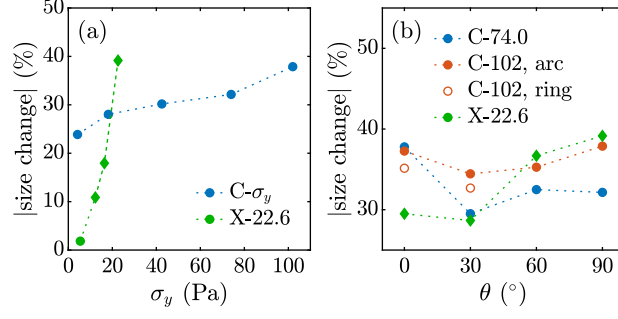 (a)
50
40
30
20
10
0
|size change| (%)
0
20
40
60
80
100
σ_y (Pa)
C-σ_y
X-22.6
(b)
50
40
30
|size change| (%)
0
30
60
90
θ (°)
C-74.0
C-102, arc
C-102, ring
X-22.6